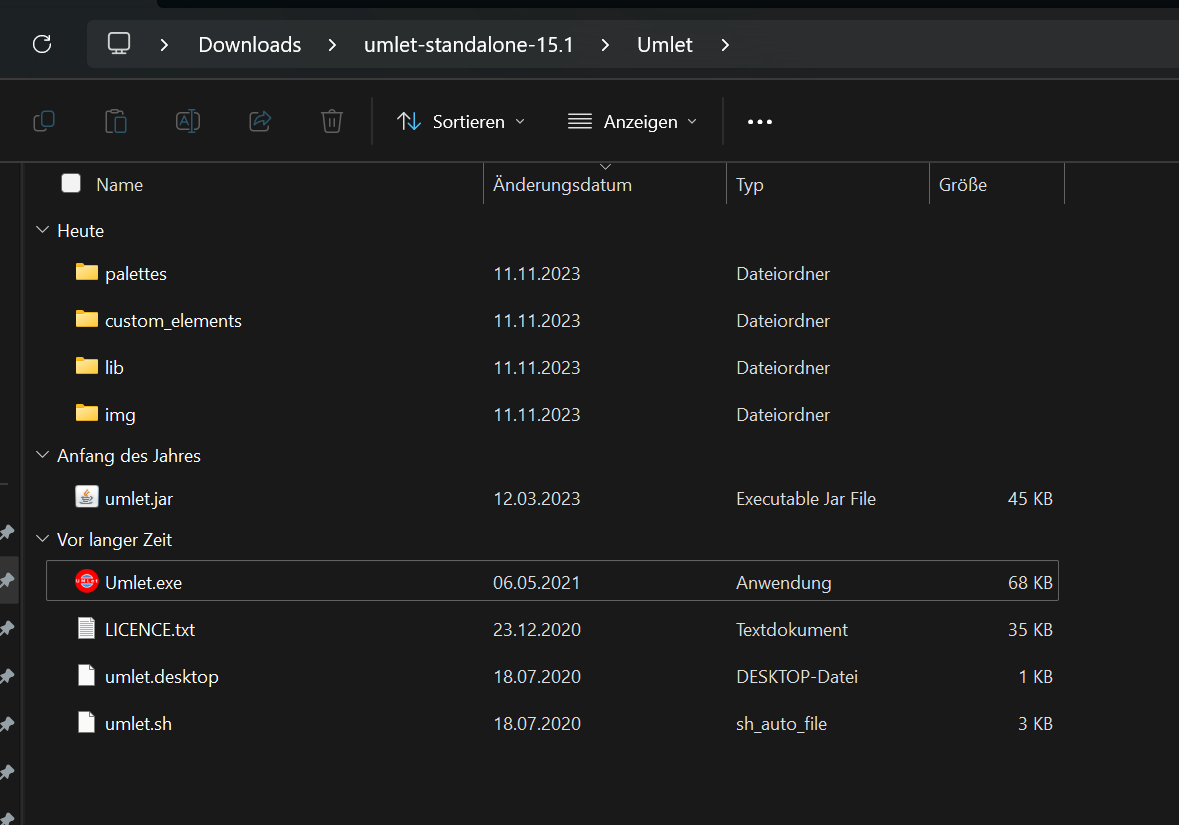 Downloads > umlet-standalone-15.1 > Umlet >
Sortieren Anzeigen
Name Änderungsdatum Typ Größe
Heute
palettes 11.11.2023 Dateiordner
custom_elements 11.11.2023 Dateiordner
lib 11.11.2023 Dateiordner
img 11.11.2023 Dateiordner
Anfang des Jahres
umlet.jar 12.03.2023 Executable Jar File 45 KB
Vor langer Zeit
Umlet.exe 06.05.2021 Anwendung 68 KB
LICENCE.txt 23.12.2020 Textdokument 35 KB
umlet.desktop 18.07.2020 DESKTOP-Datei 1 KB
umlet.sh 18.07.2020 sh_auto_file 3 KB